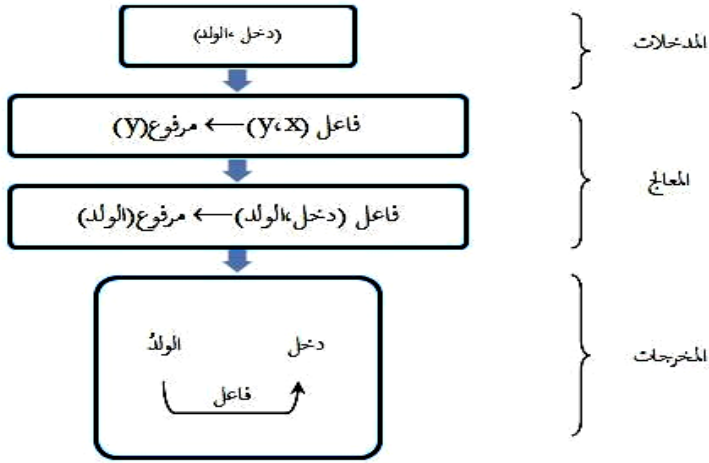 (دخل ،الولد)
المدخلات
فاعل (y،x) ← مرفوع(y)
المعالج
فاعل (دخل،الولد) ← مرفوع(الولد)
دخل الولدُ
فاعل
المخرجات